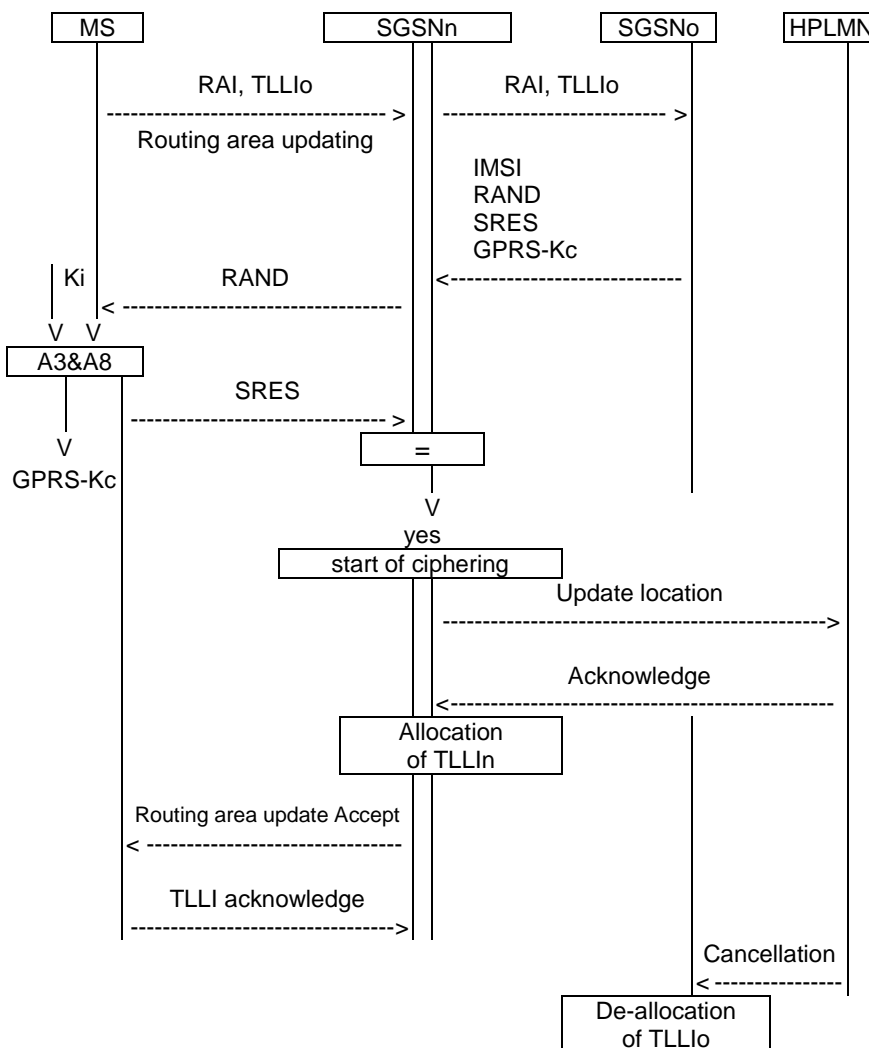 MS SGSNn SGSNo HPLMN
RAI, TLLIo RAI, TLLIo
Routing area updating
IMSI
RAND
SRES
GPRS-Kc
Ki RAND
V V
A3&A8
SRES
V
=
GPRS-Kc
V
yes
start of ciphering
Update location
Acknowledge
Allocation
of TLLIn
Routing area update Accept
TLLI acknowledge
Cancellation
De-allocation
of TLLIo